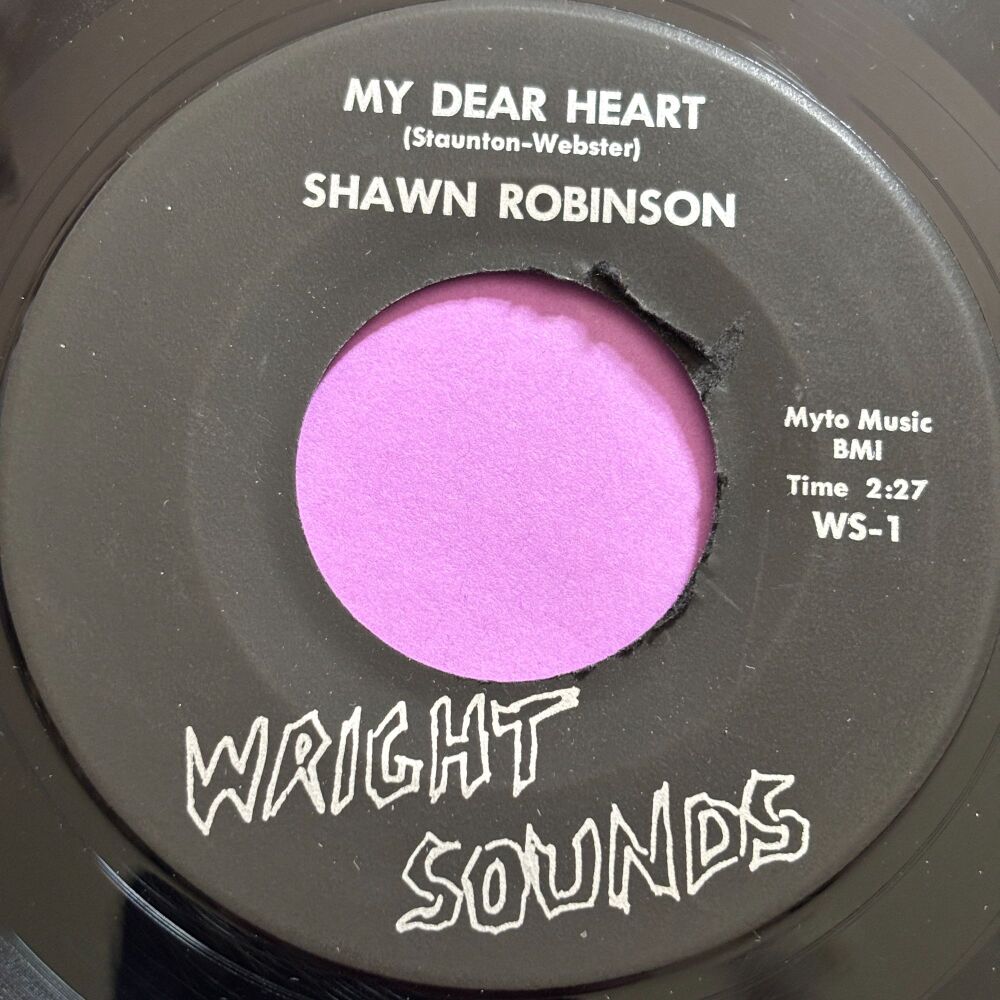 MY DEAR HEART
(Staunton-Webster)
SHAWN ROBINSON
Myto Music
BMI
Time 2:27
WS-1
WRIGHT
SOUNDS